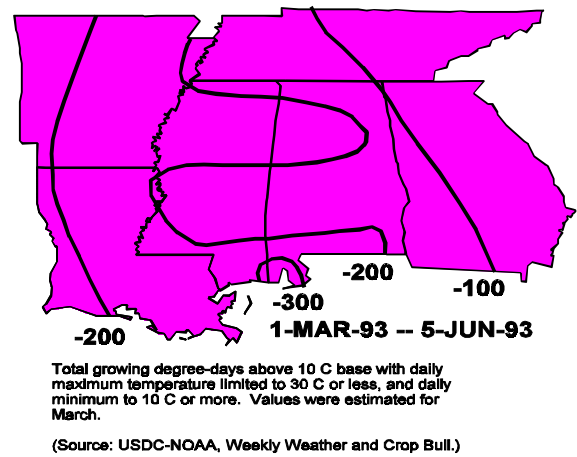 -200
-100
-300
-200
1-MAR-93 -- 5-JUN-93
Total growing degree-days above 10 C base with daily
maximum temperature limited to 30 C or less, and daily
minimum to 10 C or more.  Values were estimated for
March.
(Source: USDC-NOAA, Weekly Weather and Crop Bull.)